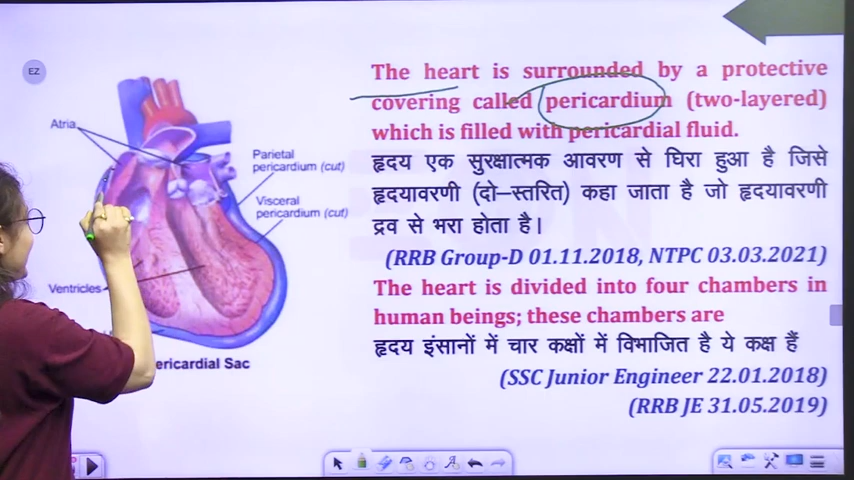 EZ
The heart is surrounded by a protective
covering called pericardium (two-layered)
which is filled with pericardial fluid.
हृदय एक सुरक्षात्मक आवरण से घिरा हुआ है जिसे
हृदयावरणी (दो–स्तरित) कहा जाता है जो हृदयावरणी
द्रव से भरा होता है।
(RRB Group-D 01.11.2018, NTPC 03.03.2021)
The heart is divided into four chambers in
human beings; these chambers are
हृदय इंसानों में चार कक्षों में विभाजित है ये कक्ष हैं
(SSC Junior Engineer 22.01.2018)
(RRB JE 31.05.2019)
Atria
Parietal
pericardium (cut)
Visceral
pericardium (cut)
Ventricles
ericardial Sac